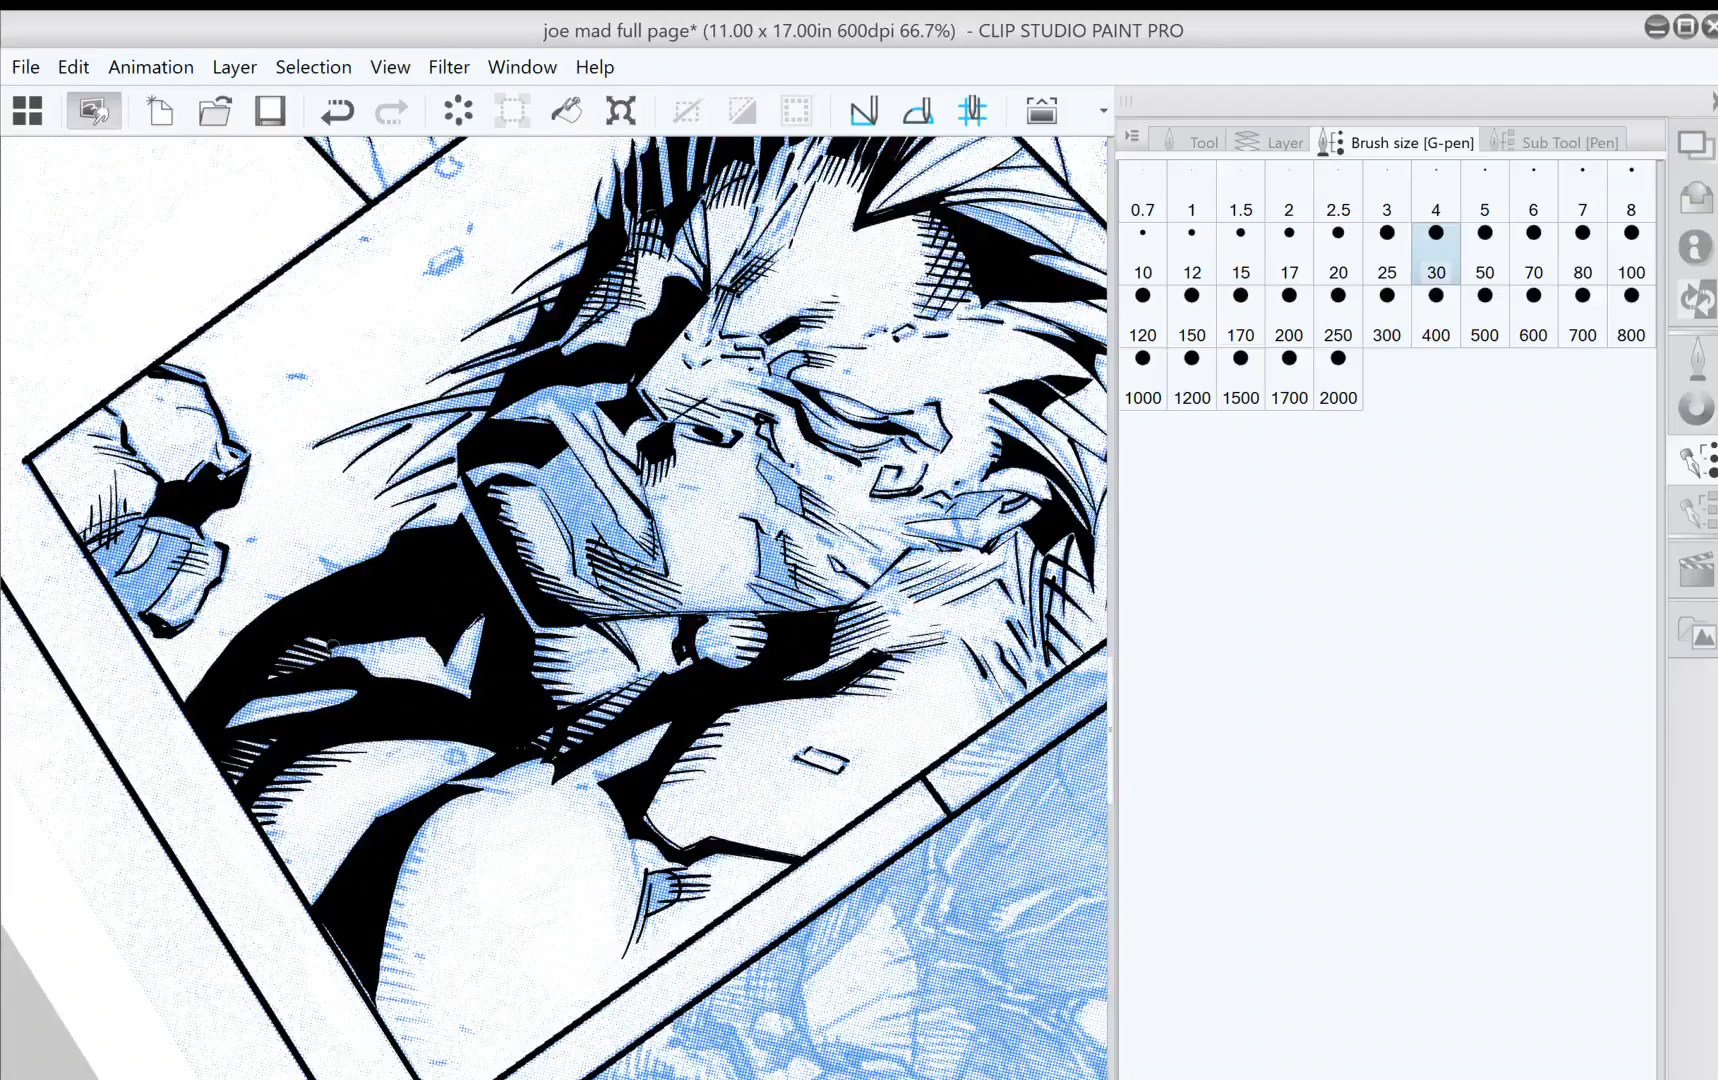 joe mad full page* (11.00 x 17.00in 600dpi 66.7%) - CLIP STUDIO PAINT PRO
File Edit Animation Layer Selection View Filter Window Help
Tool Layer Brush size [G-pen] Sub Tool [Pen]
0.7 1 1.5 2 2.5 3 4 5 6 7 8
10 12 15 17 20 25 30 50 70 80 100
120 150 170 200 250 300 400 500 600 700 800
1000 1200 1500 1700 2000